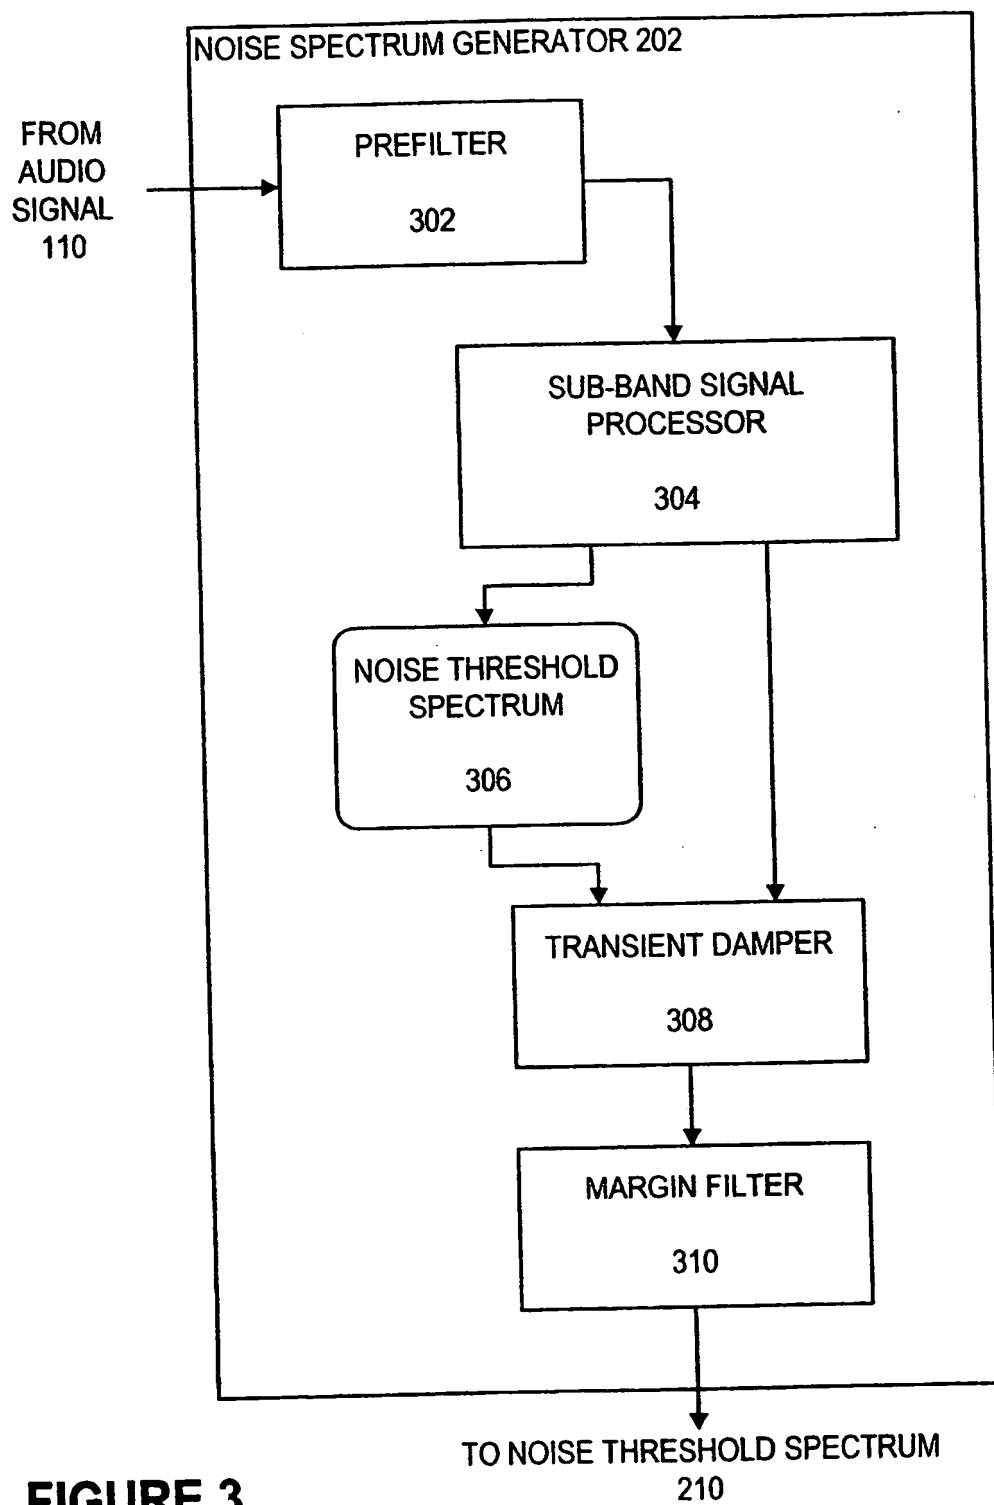 NOISE SPECTRUM GENERATOR 202
FROM
AUDIO
SIGNAL
110
PREFILTER
302
SUB-BAND SIGNAL
PROCESSOR
304
NOISE THRESHOLD
SPECTRUM
306
TRANSIENT DAMPER
308
MARGIN FILTER
310
TO NOISE THRESHOLD SPECTRUM
210
FIGURE 3